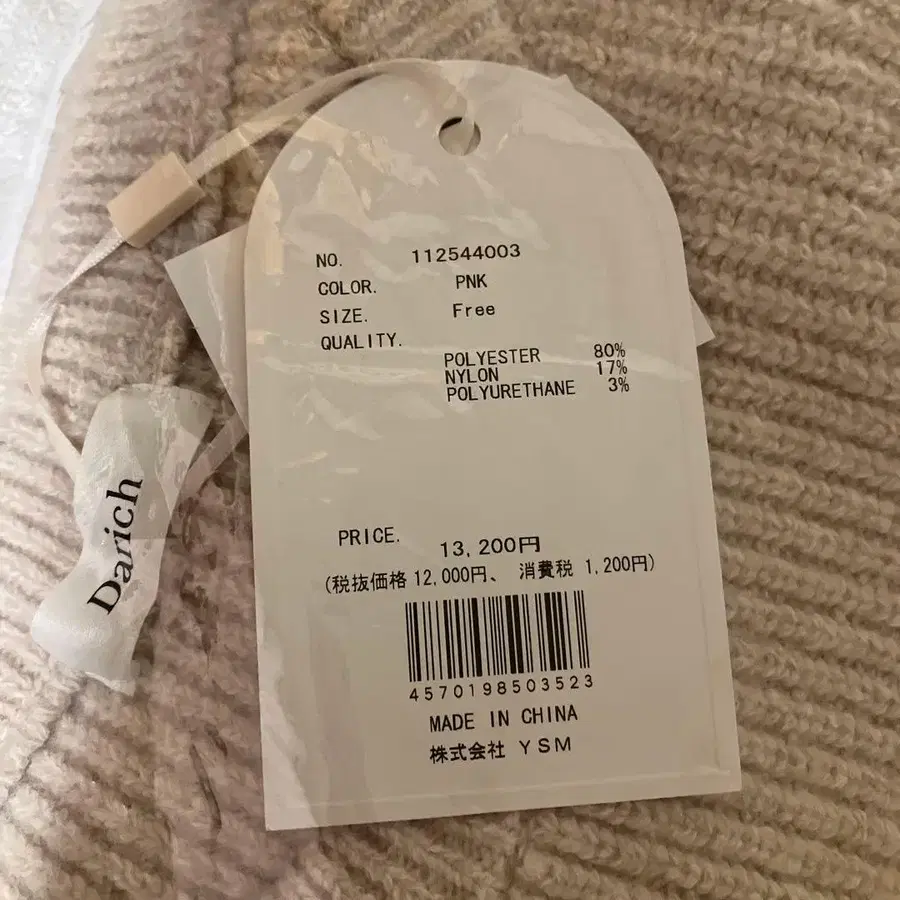 NO. 112544003
COLOR. PNK
SIZE. Free
QUALITY.
POLYESTER 80%
NYLON 17%
POLYURETHANE 3%
PRICE. 13,200円
(税抜価格 12,000円、 消費税 1,200円)
4570198503523
MADE IN CHINA
株式会社 YSM
Darich